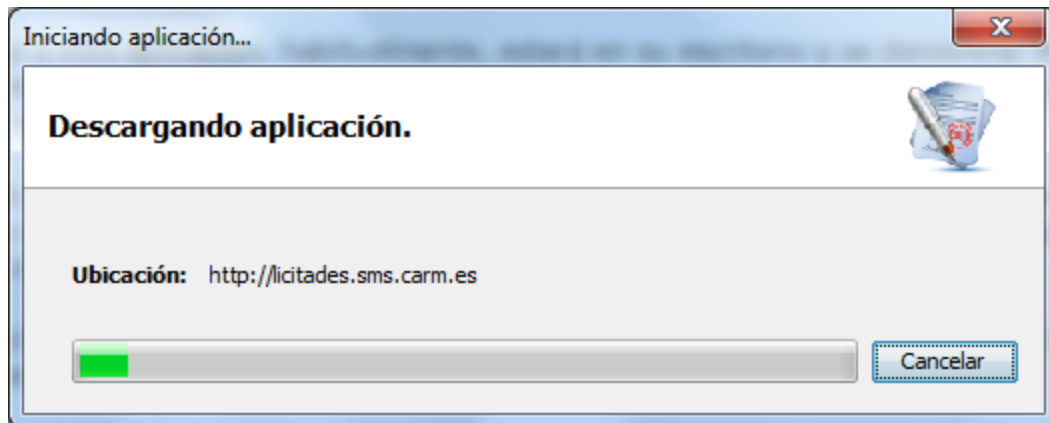 Iniciando aplicación...
Descargando aplicación.
Ubicación: http://licitades.sms.carm.es
Cancelar